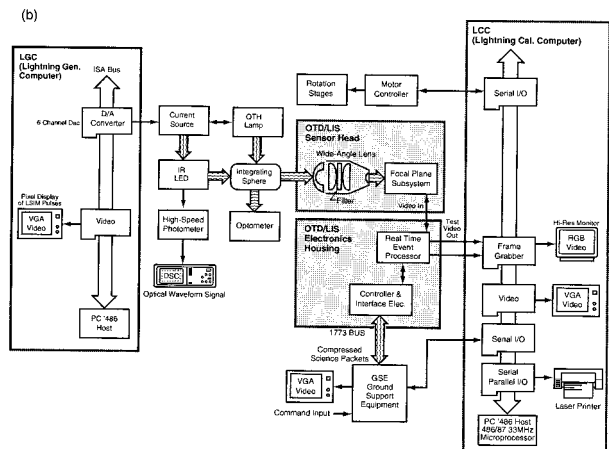 (b)
LGC
(Lightning Gen.
Computer)
ISA Bus
D/A
Converter
6 Channel Dac
Pixel Display
of LSIM Pulses
VGA
Video
Video
PC '486
Host
Current
Source
OTH
Lamp
IR
LED
Integrating
Sphere
High-Speed
Photometer
Optometer
DSC
Optical Waveform Signal
Rotation
Stages
Motor
Controller
OTD/LIS
Sensor Head
Wide-Angle Lens
Filter
Focal Plane
Subsystem
Video In
OTD/LIS
Electronics
Housing
Real Time
Event
Processor
Test
Video
Out
Controller &
Interface Elec.
1773 BUS
Compressed
Science Packets
VGA
Video
GSE
Ground
Support
Equipment
Command Input
LCC
(Lightning Cal. Computer)
Serial I/O
Frame
Grabber
Hi-Res Monitor
RGB
Video
Video
VGA
Video
Serial I/O
Serial
Parallel I/O
Laser Printer
PC '486 Host
486/87 33MHz
Microprocessor